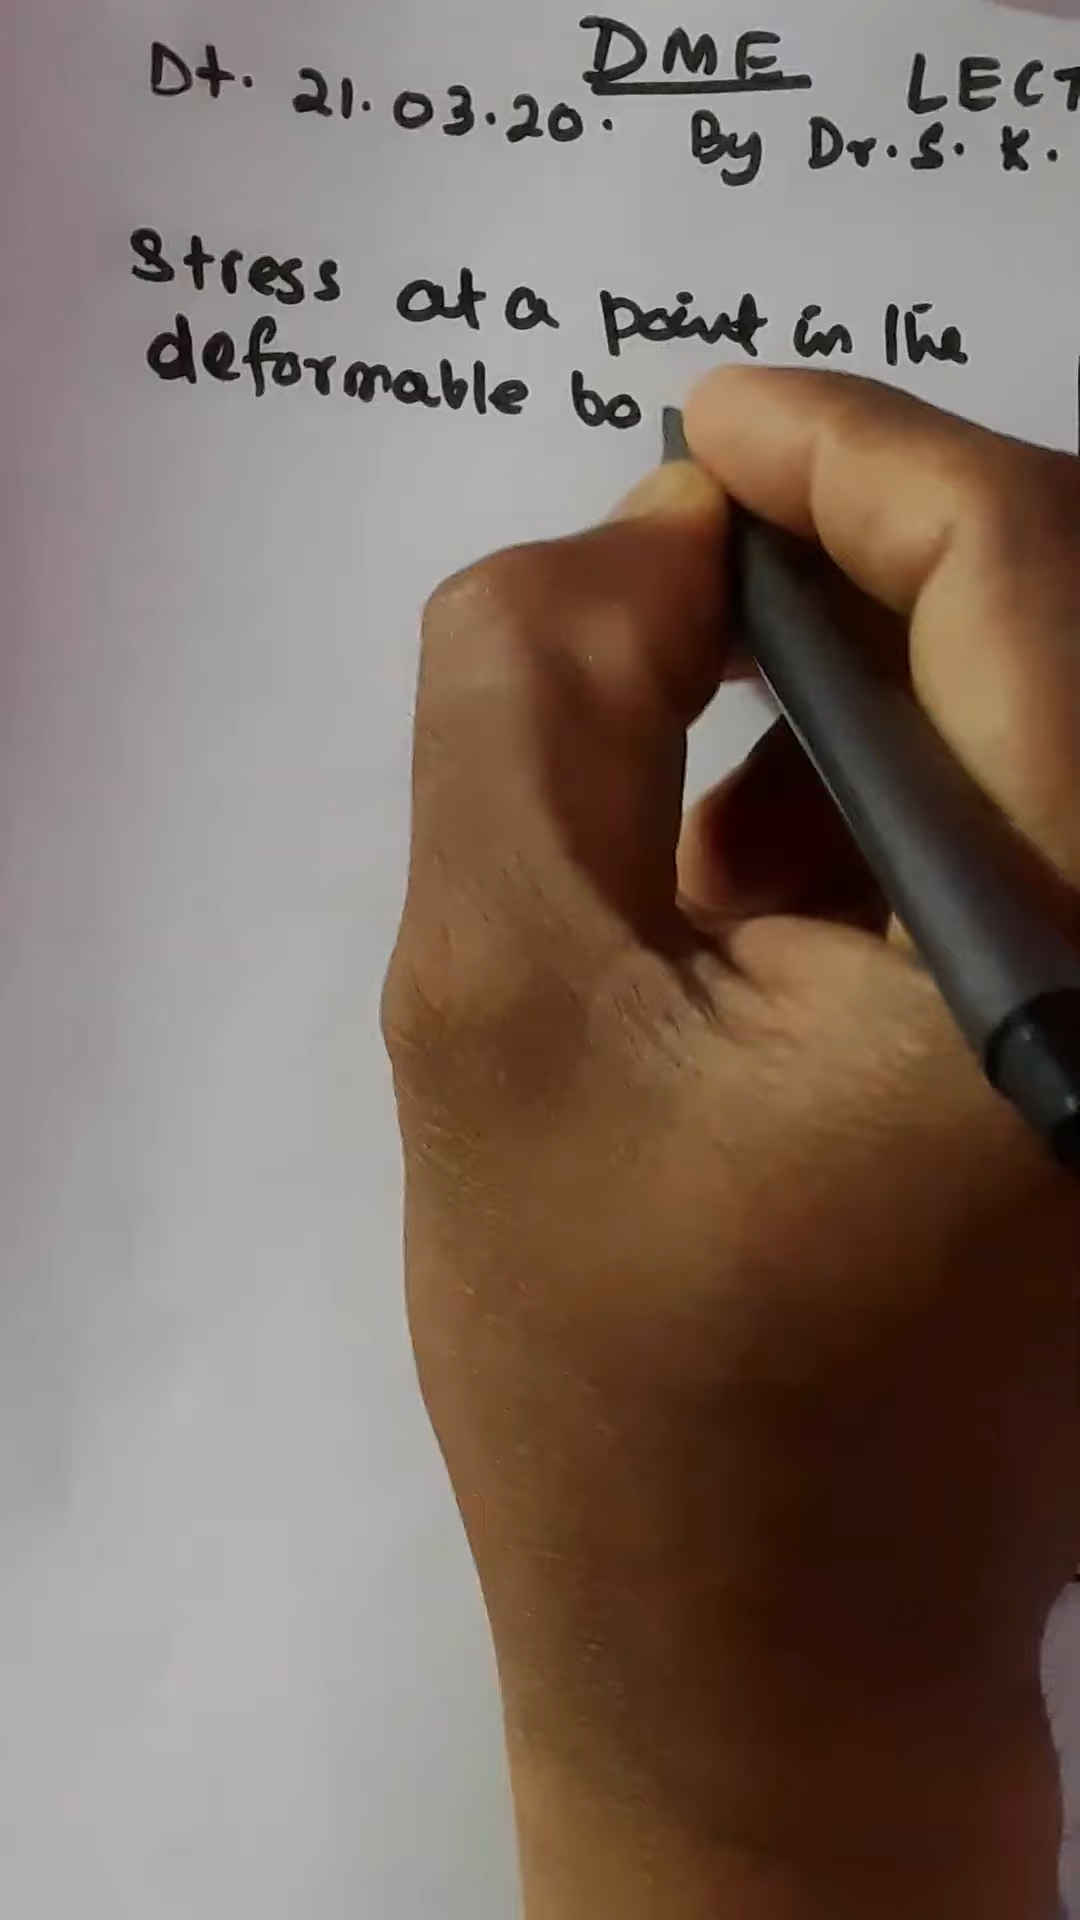 DME LECT
Dt. 21.03.20. By Dr. S. K.
Stress at a point in the
deformable bo